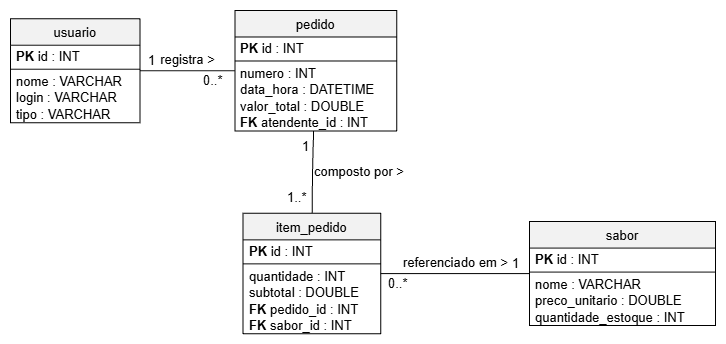 usuario
PK id : INT
nome : VARCHAR
login : VARCHAR
tipo : VARCHAR
1 registra >
0..*
pedido
PK id : INT
numero : INT
data_hora : DATETIME
valor_total : DOUBLE
FK atendente_id : INT
1
composto por >
1..*
item_pedido
PK id : INT
quantidade : INT
subtotal : DOUBLE
FK pedido_id : INT
FK sabor_id : INT
referenciado em > 1
0..*
sabor
PK id : INT
nome : VARCHAR
preco_unitario : DOUBLE
quantidade_estoque : INT